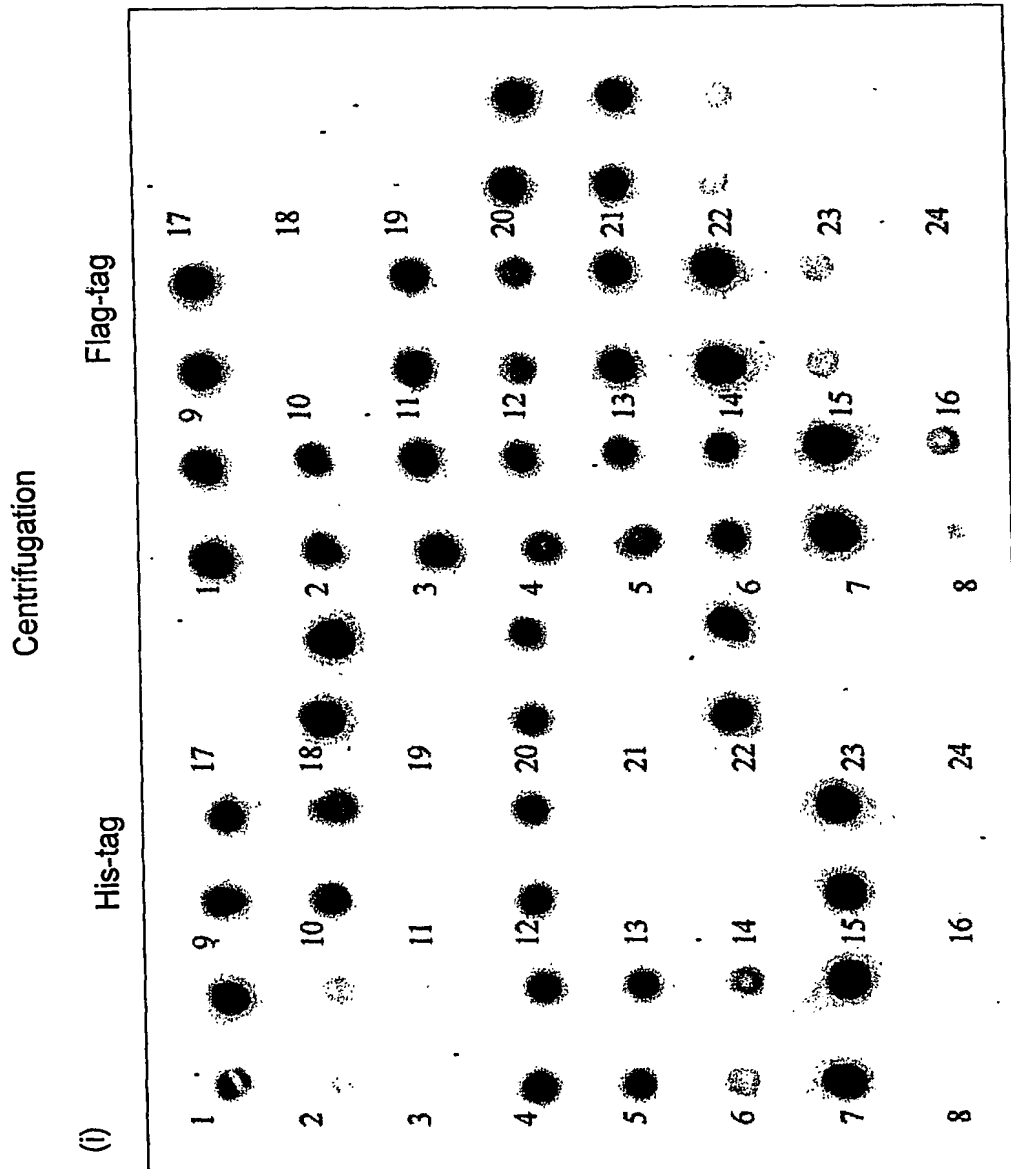 Centrifugation
(i) His-tag Flag-tag
1 9 17 1 9 17
2 10 18 2 10 18
3 11 19 3 11 19
4 12 20 4 12 20
5 13 21 5 13 21
6 14 22 6 14 22
7 15 23 7 15 23
8 16 24 8 16 24